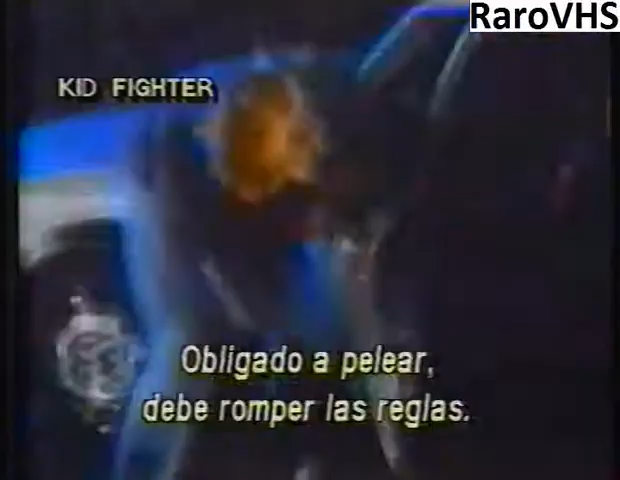 RaroVHS
KID FIGHTER
Obligado a pelear,
debe romper las reglas.